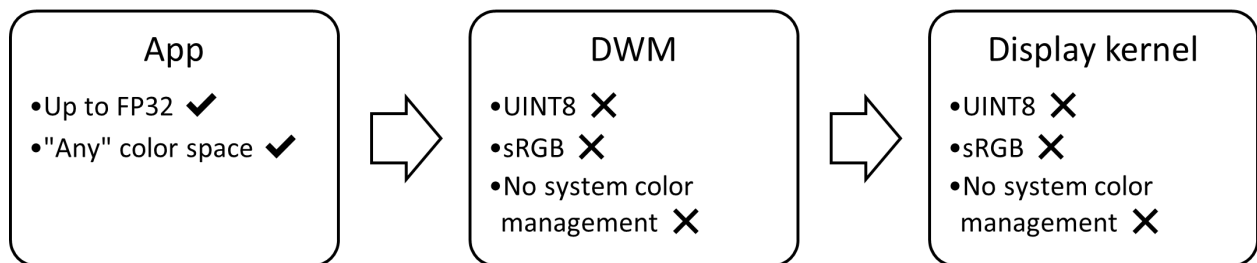 App
•Up to FP32 ✔
•"Any" color space ✔
DWM
•UINT8 ✕
•sRGB ✕
•No system color
management ✕
Display kernel
•UINT8 ✕
•sRGB ✕
•No system color
management ✕